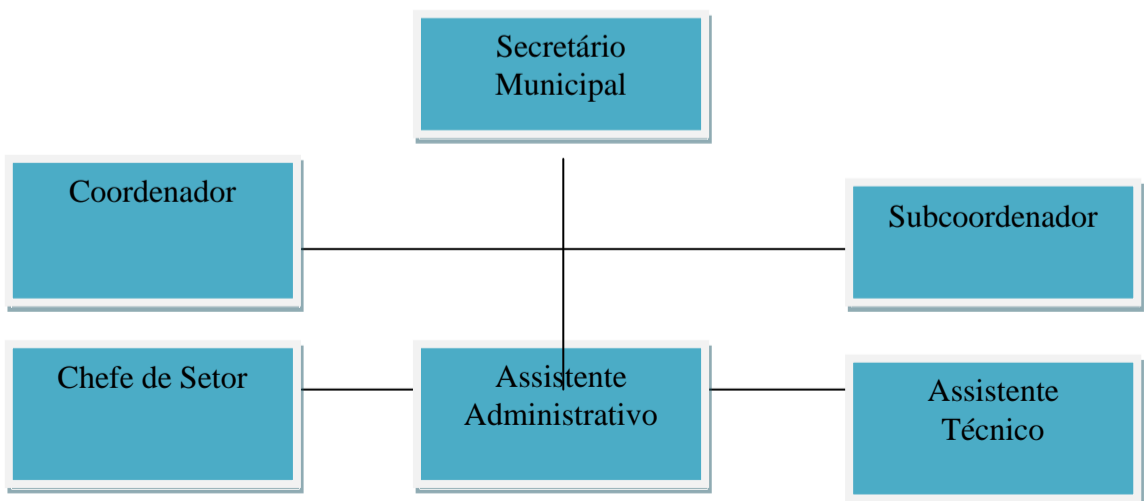 Secretário
Municipal
Coordenador
Subcoordenador
Chefe de Setor
Assistente
Administrativo
Assistente
Técnico